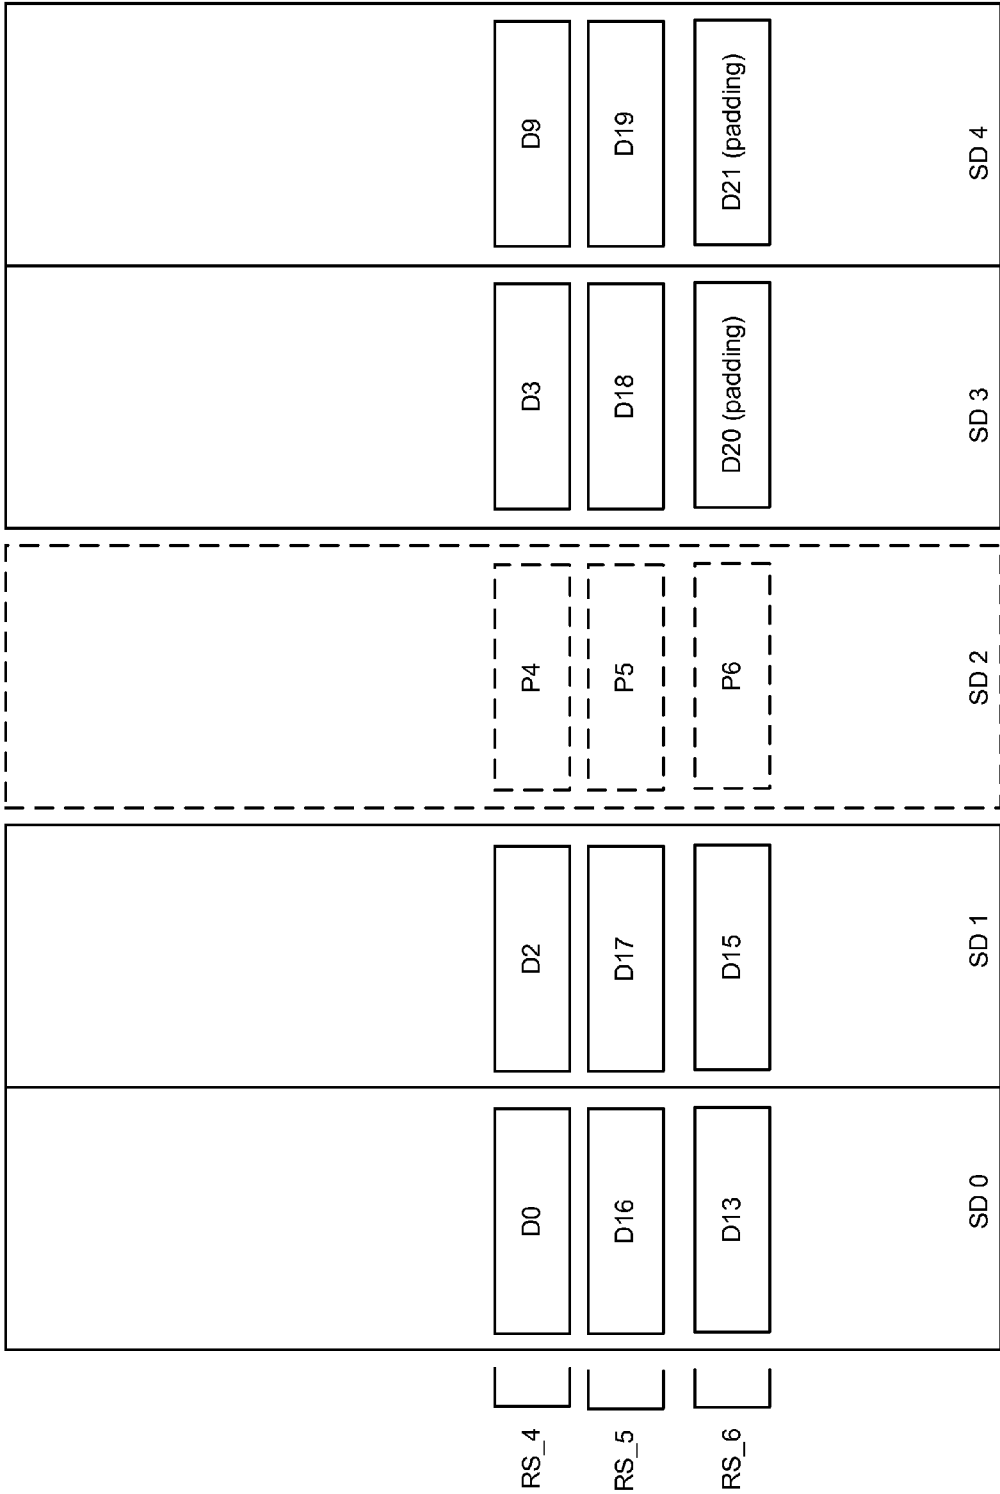 RS_4
D0
D2
P4
D3
D9
RS_5
D16
D17
P5
D18
D19
RS_6
D13
D15
P6
D20 (padding)
D21 (padding)
SD 0
SD 1
SD 2
SD 3
SD 4